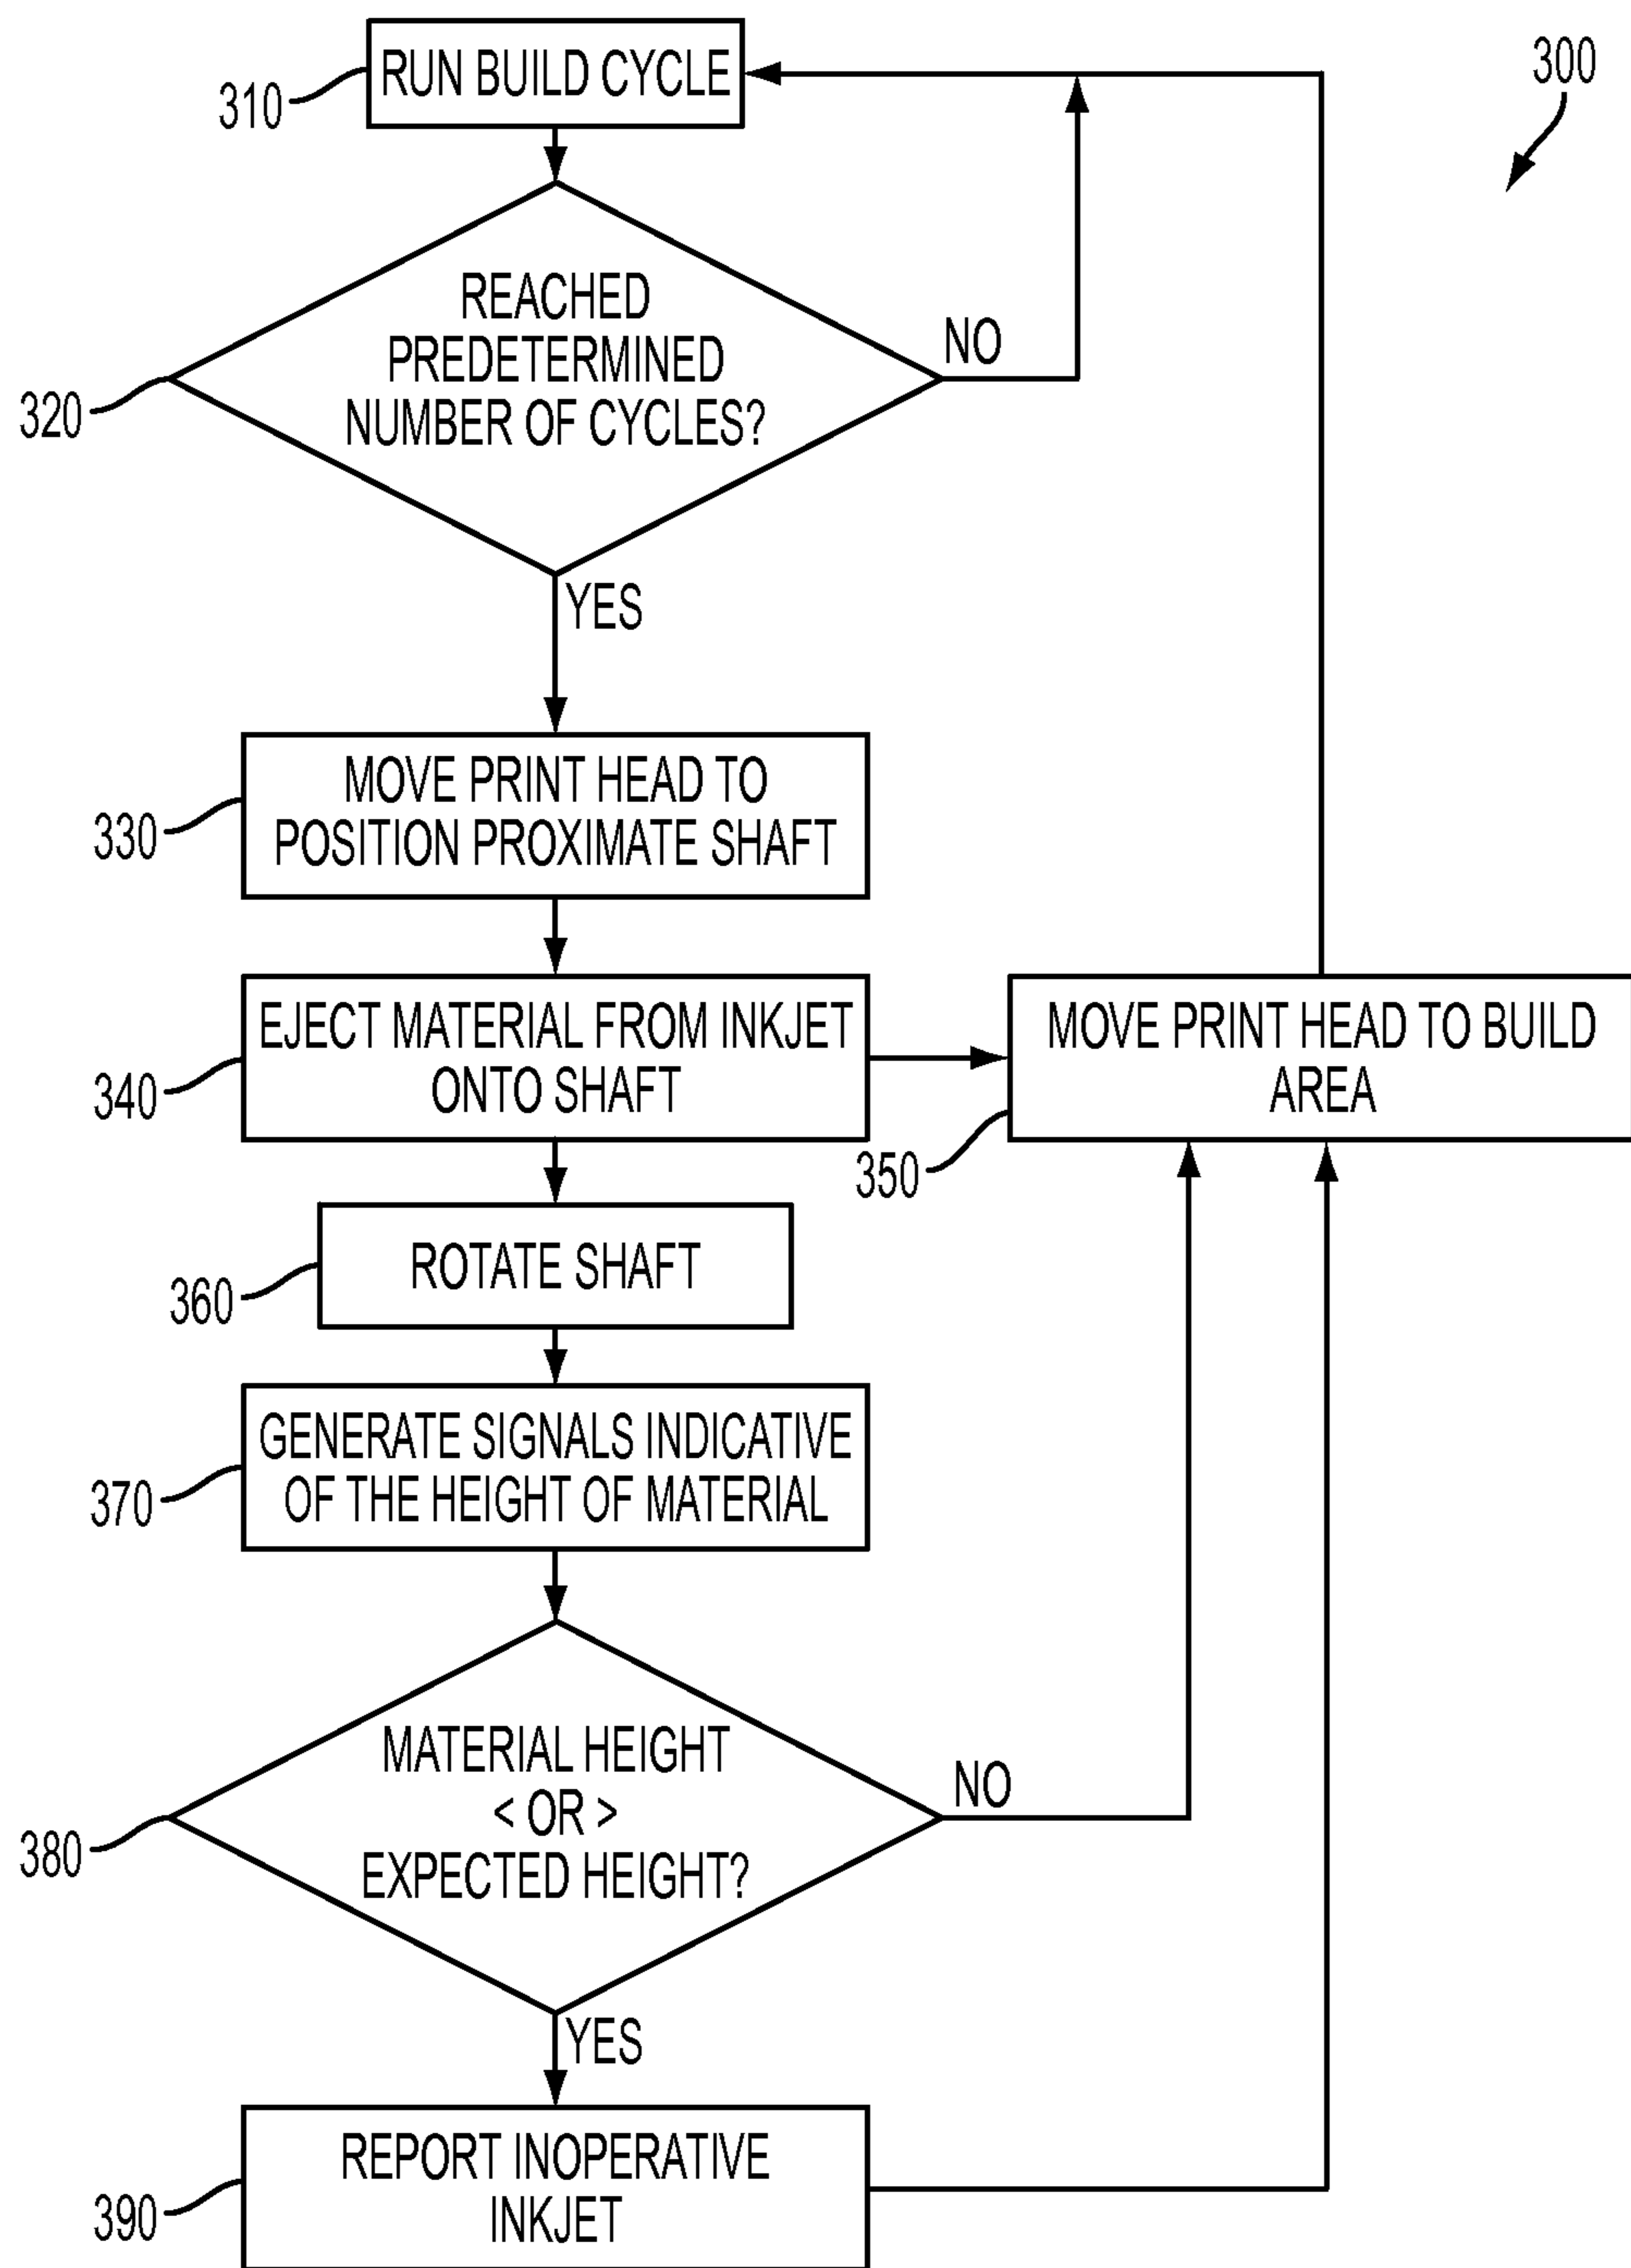 RUN BUILD CYCLE
300
310
REACHED
PREDETERMINED
NUMBER OF CYCLES?
NO
320
YES
MOVE PRINT HEAD TO
POSITION PROXIMATE SHAFT
330
EJECT MATERIAL FROM INKJET
ONTO SHAFT
340
MOVE PRINT HEAD TO BUILD
AREA
350
ROTATE SHAFT
360
GENERATE SIGNALS INDICATIVE
OF THE HEIGHT OF MATERIAL
370
MATERIAL HEIGHT
< OR >
EXPECTED HEIGHT?
NO
380
YES
REPORT INOPERATIVE
INKJET
390